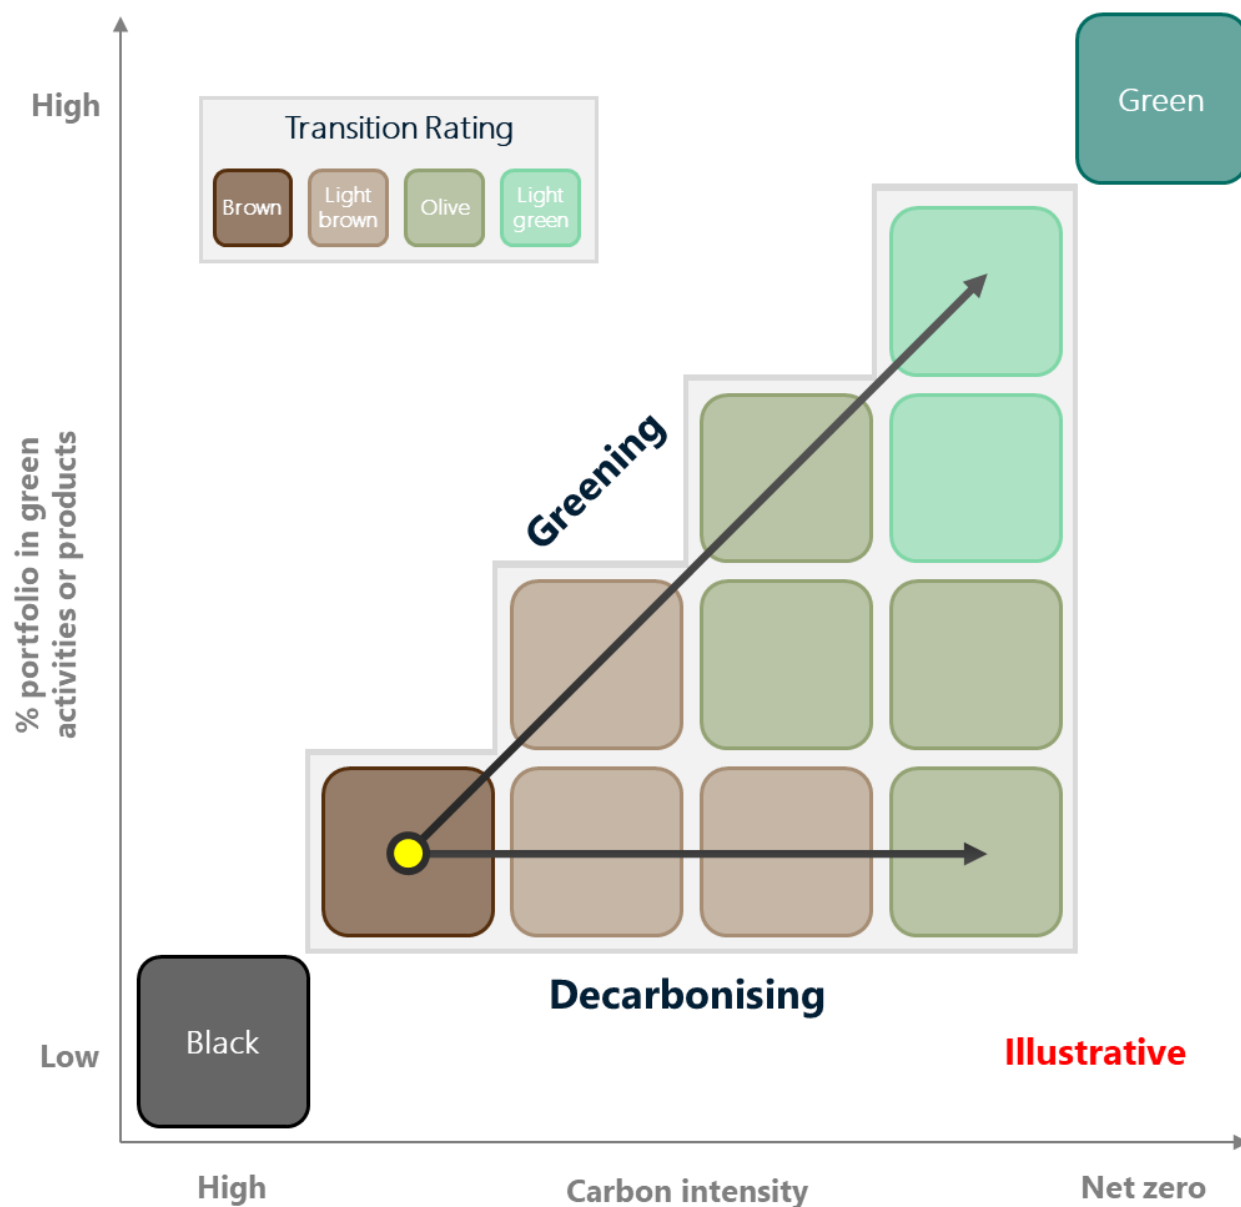 High
Green
Transition Rating
Brown
Light
brown
Olive
Light
green
Greening
% portfolio in green
activities or products
Decarbonising
Black
Low
Illustrative
High
Carbon intensity
Net zero